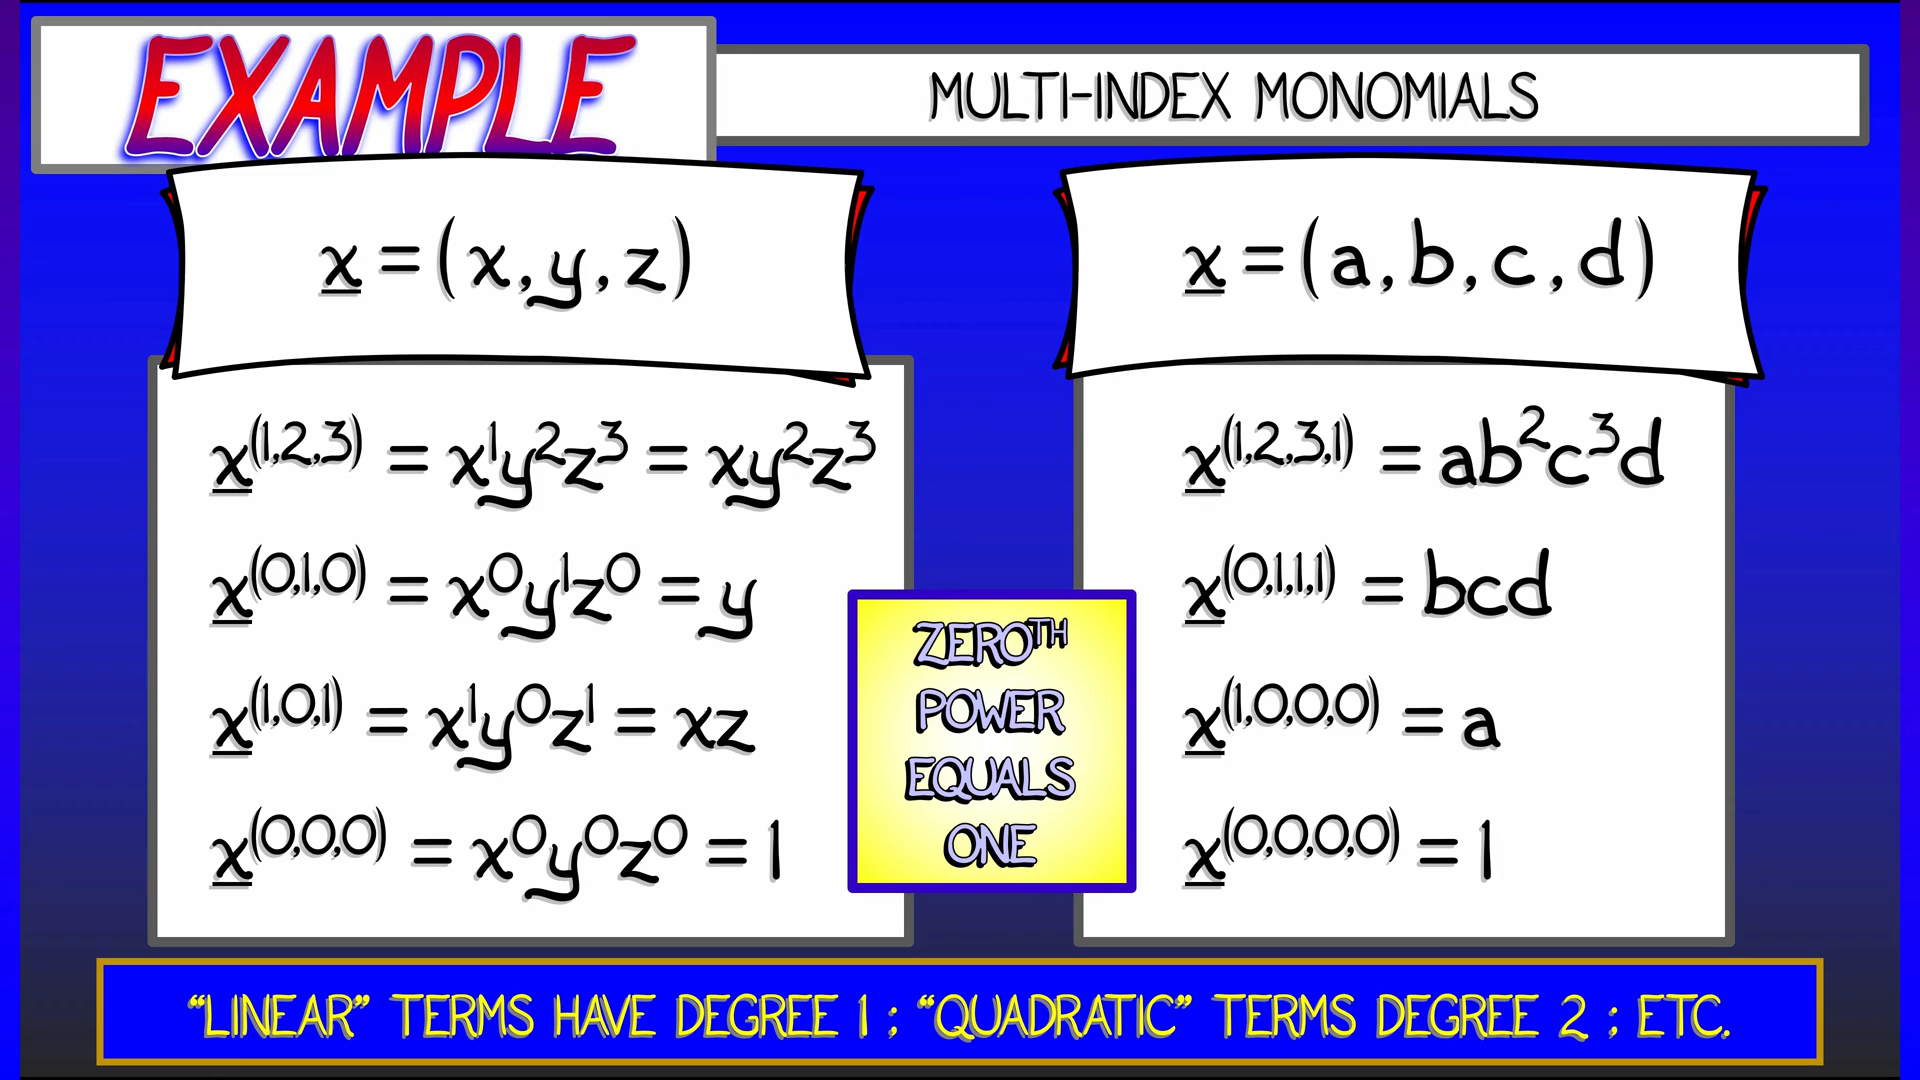 EXAMPLE
MULTI-INDEX MONOMIALS
x = (x, y, z)
x^(1,2,3) = x^1y^2z^3 = xy^2z^3
x^(0,1,0) = x^0y^1z^0 = y
x^(1,0,1) = x^1y^0z^1 = xz
x^(0,0,0) = x^0y^0z^0 = 1
ZERO^TH
POWER
EQUALS
ONE
x = (a, b, c, d)
x^(1,2,3,1) = ab^2c^3d
x^(0,1,1,1) = bcd
x^(1,0,0,0) = a
x^(0,0,0,0) = 1
“LINEAR” TERMS HAVE DEGREE 1 ; “QUADRATIC” TERMS DEGREE 2 ; ETC.